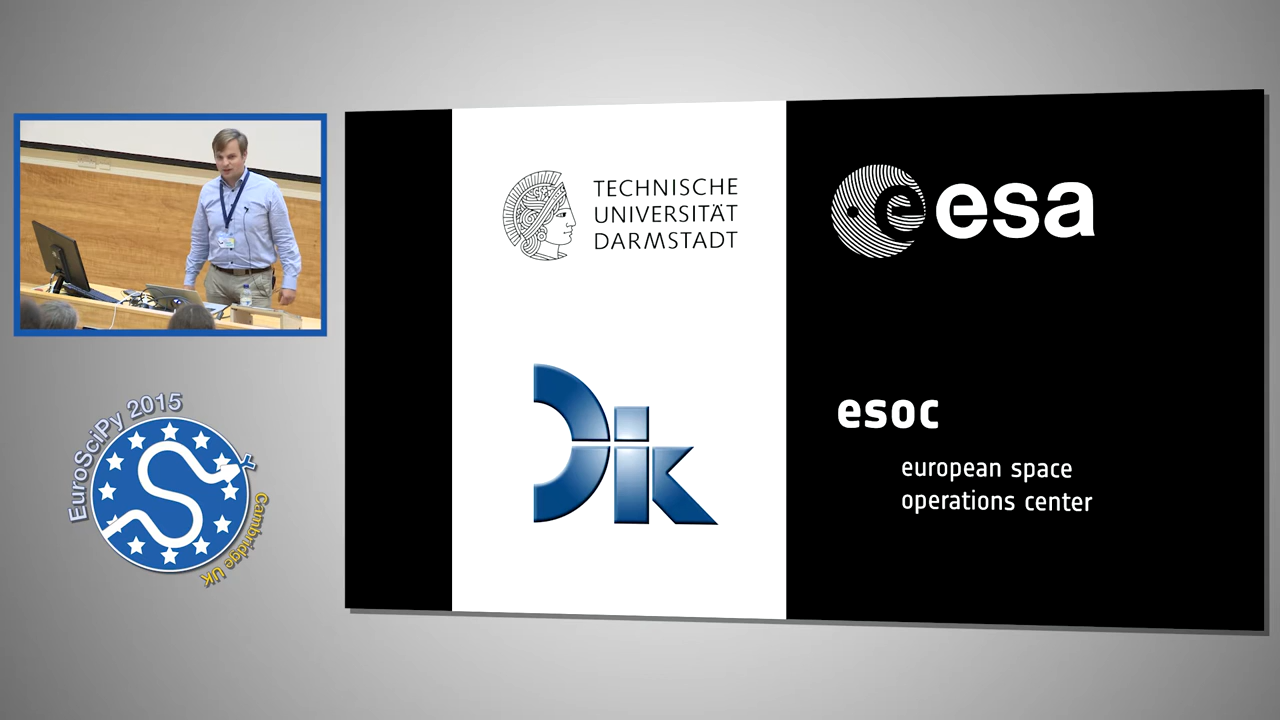 EuroSciPy 2015
Cambridge UK
TECHNISCHE
UNIVERSITÄT
DARMSTADT
esa
Dik
esoc
european space
operations center